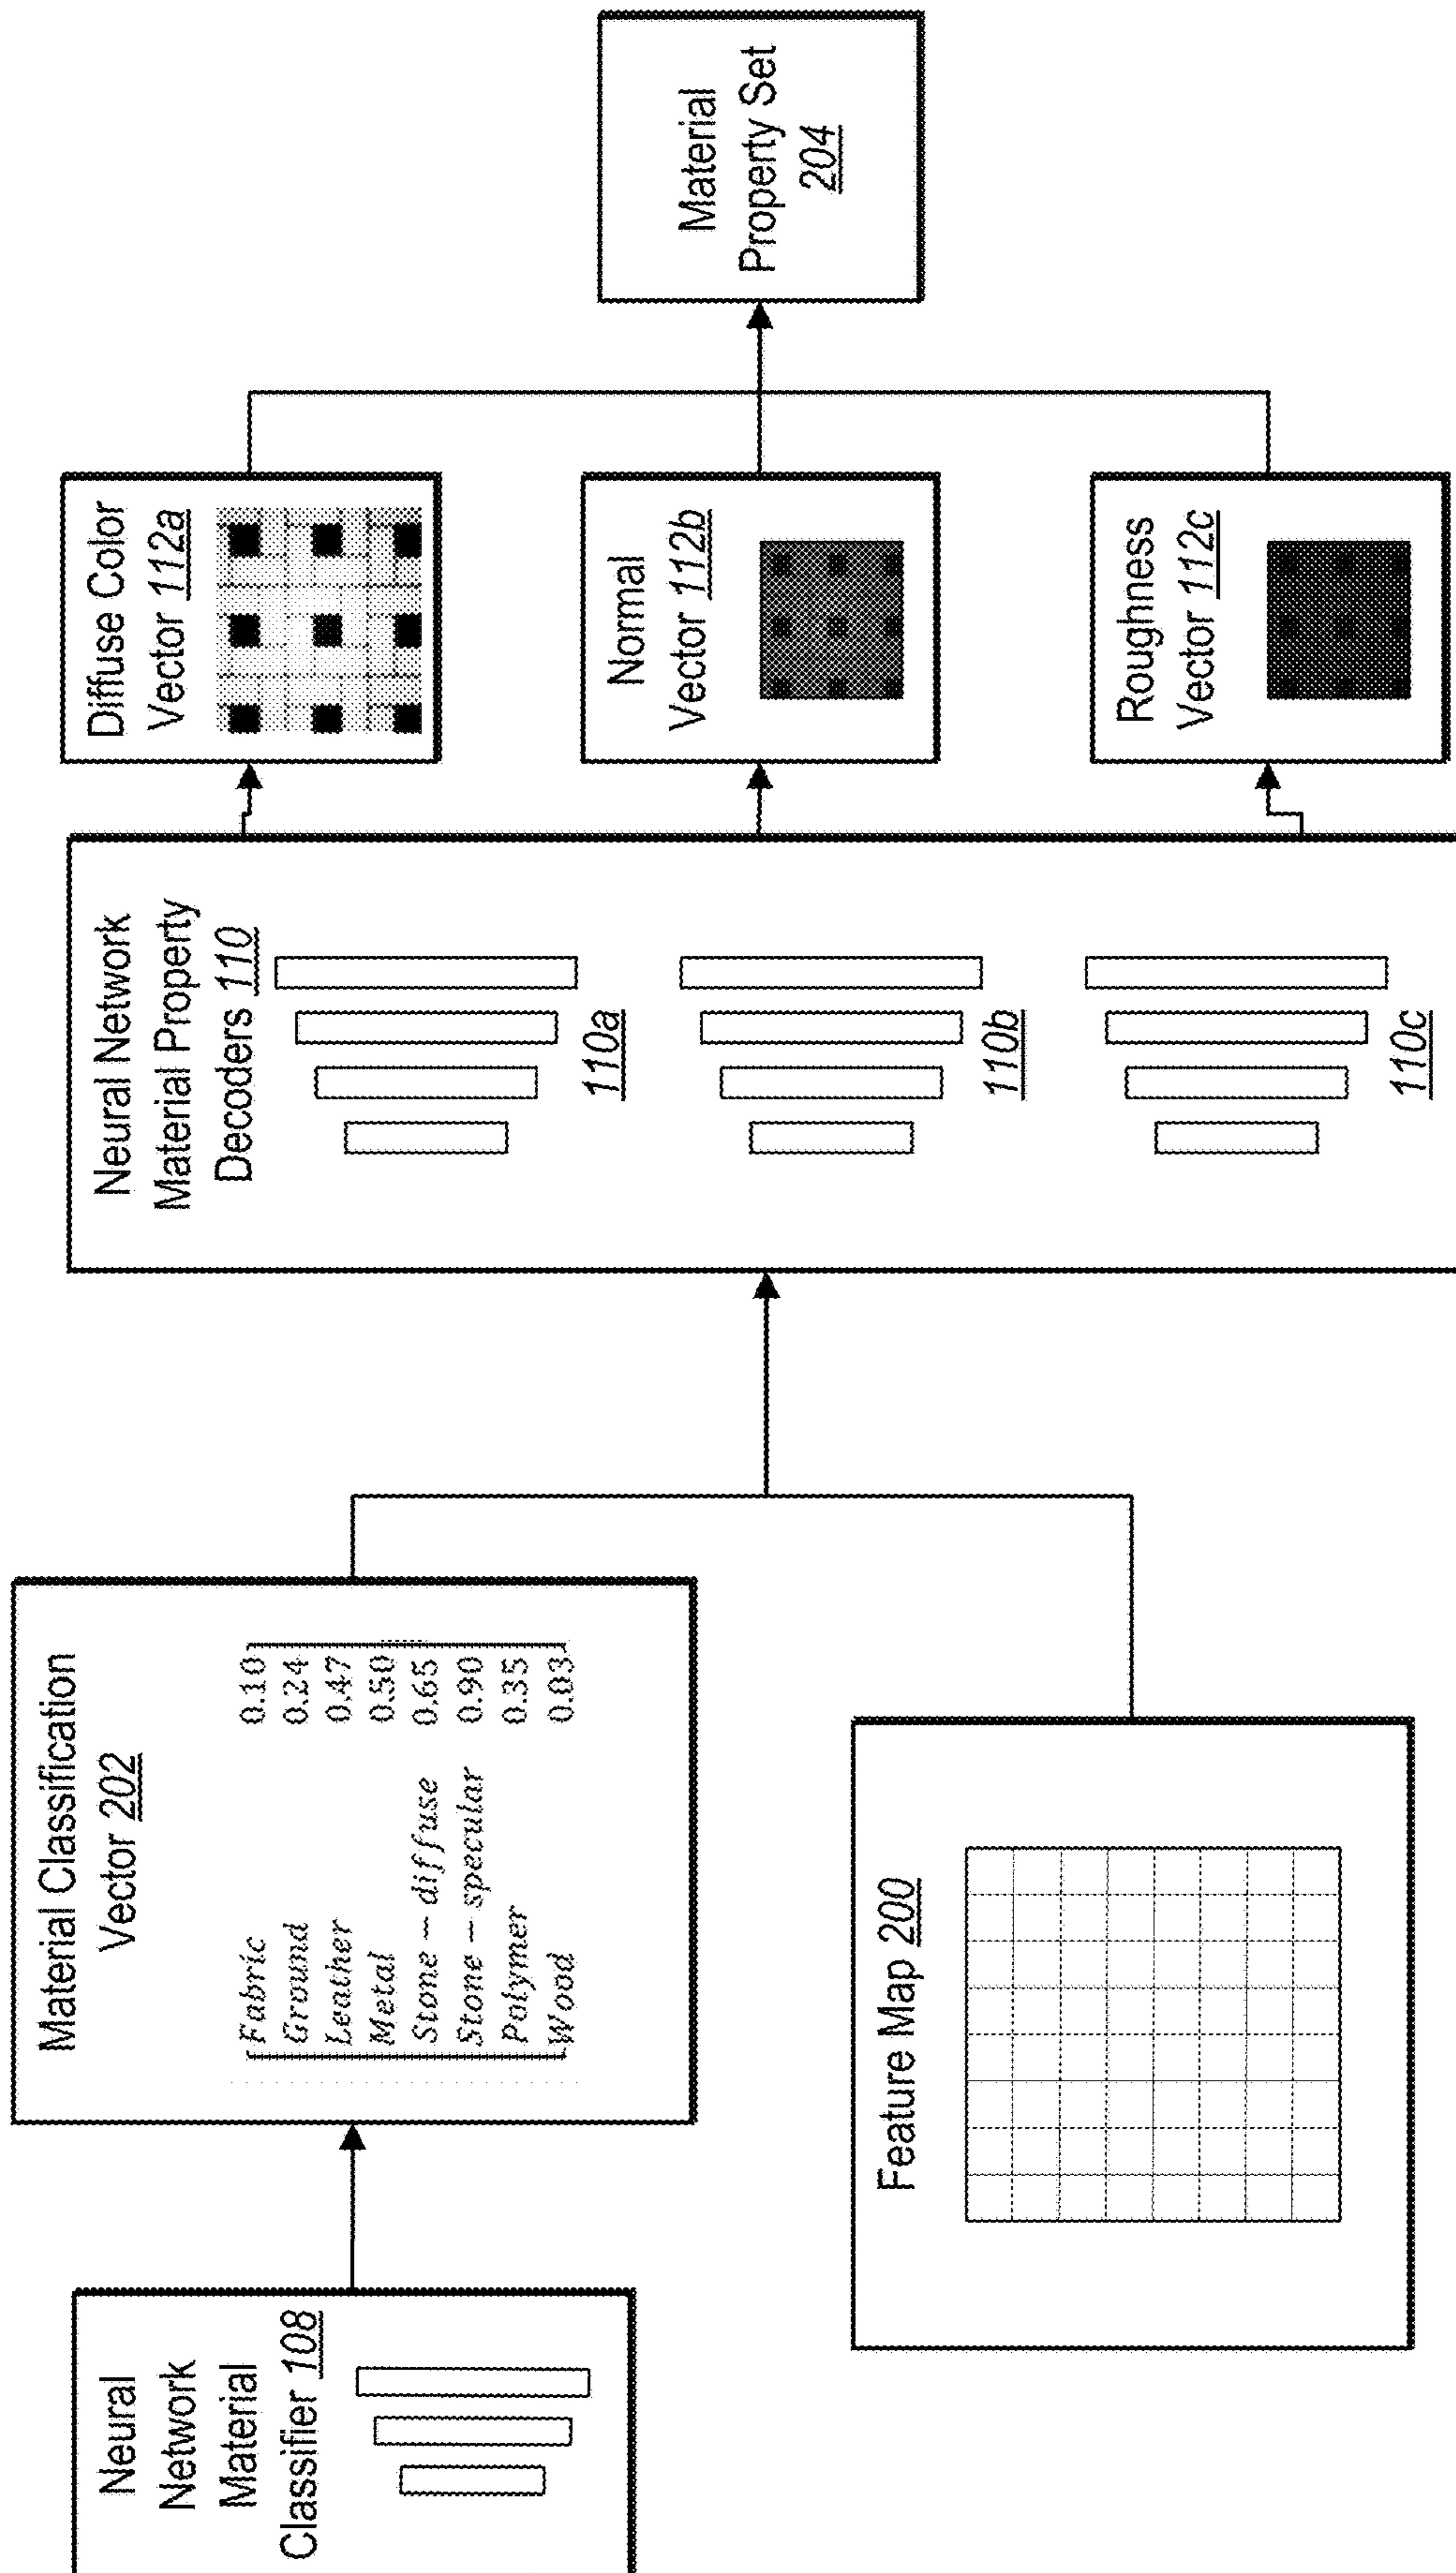 Neural
Network
Material
Classifier 108
Material Classification
Vector 202
Fabric 0.10
Ground 0.24
Leather 0.47
Metal 0.50
Stone – diffuse 0.65
Stone – specular 0.90
Polymer 0.35
Wood 0.03
Feature Map 200
Neural Network
Material Property
Decoders 110
110a
110b
110c
Diffuse Color
Vector 112a
Normal
Vector 112b
Roughness
Vector 112c
Material
Property Set
204